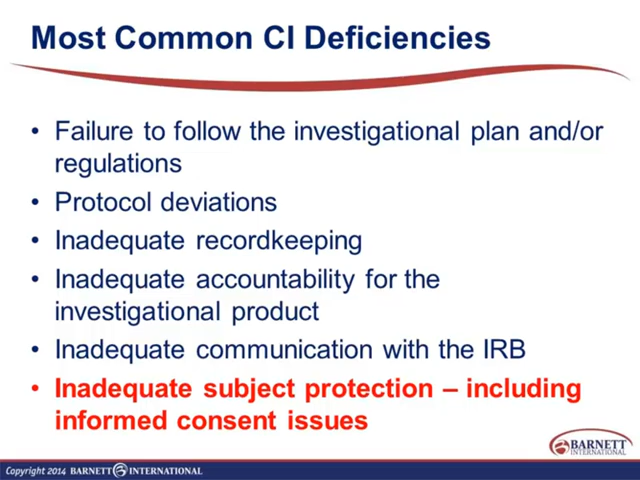 Most Common CI Deficiencies
• Failure to follow the investigational plan and/or
regulations
• Protocol deviations
• Inadequate recordkeeping
• Inadequate accountability for the
investigational product
• Inadequate communication with the IRB
• Inadequate subject protection – including
informed consent issues
BARNETT
INTERNATIONAL
Copyright 2014 BARNETT INTERNATIONAL